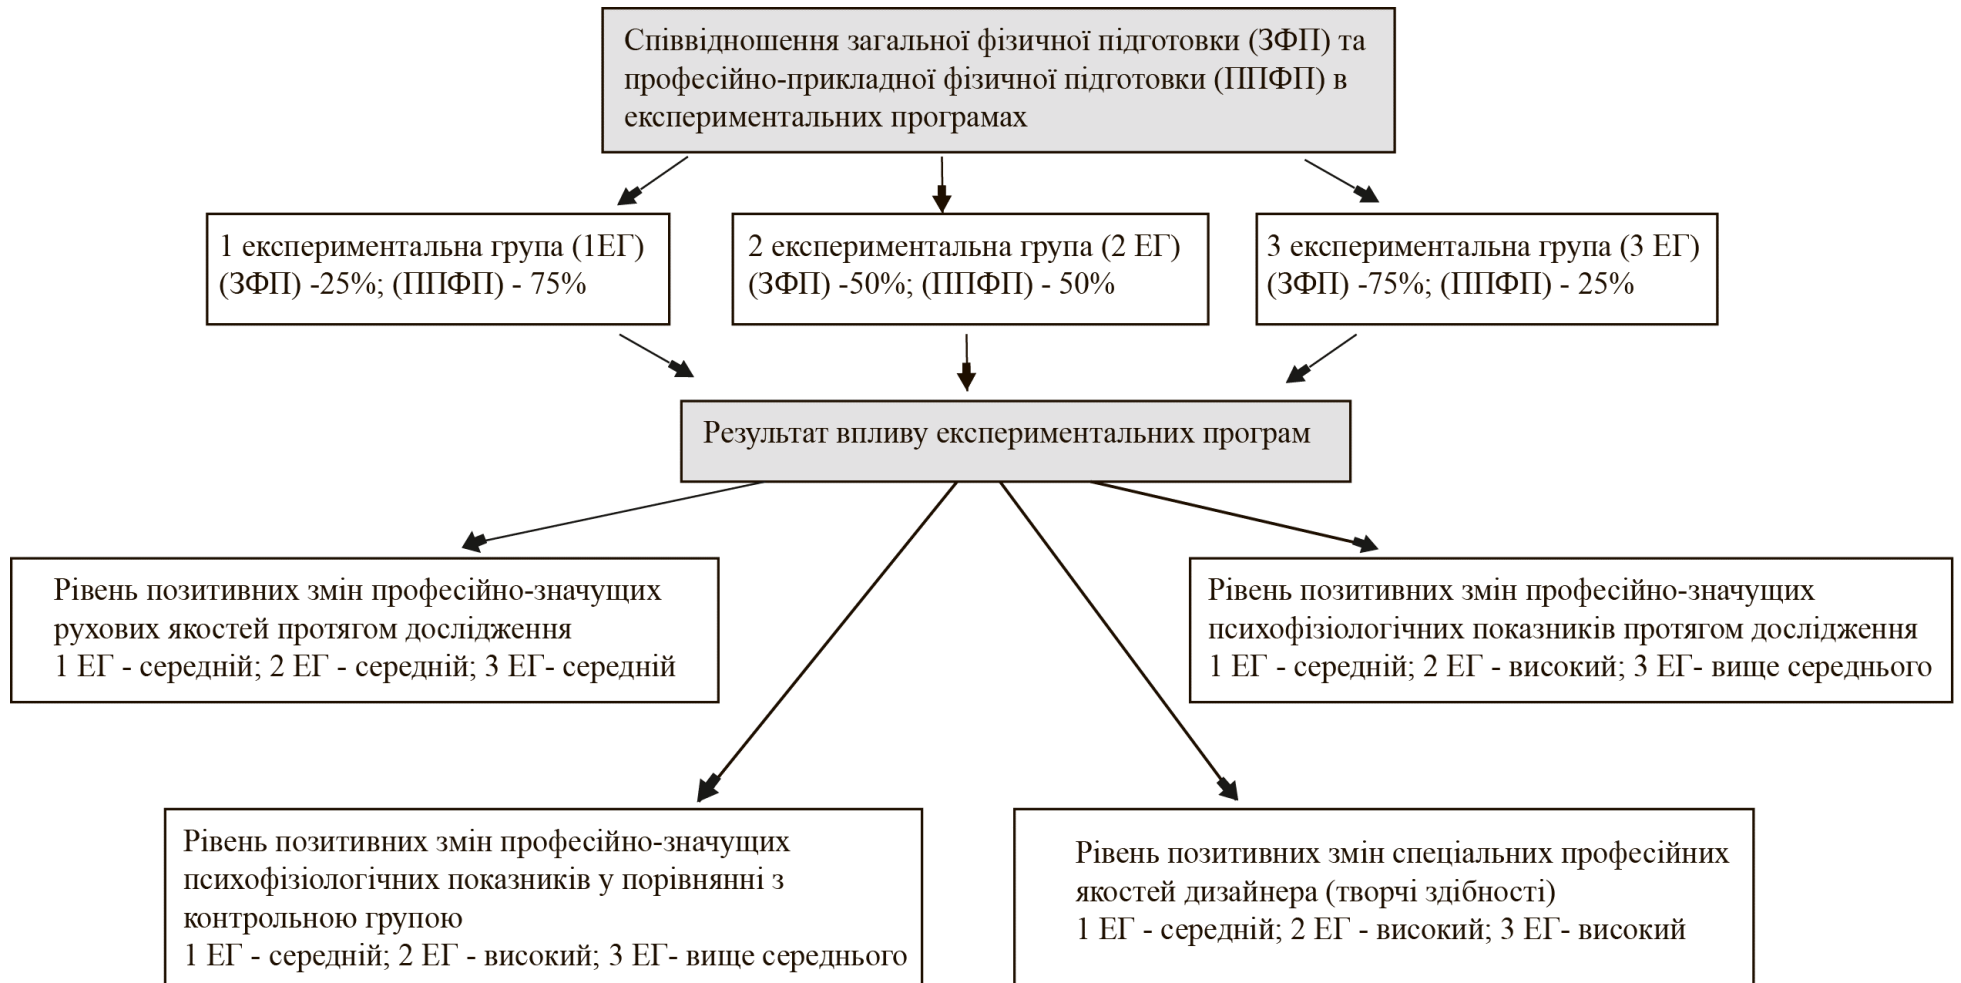 Співвідношення загальної фізичної підготовки (ЗФП) та
професійно-прикладної фізичної підготовки (ППФП) в
експериментальних програмах
1 експериментальна група (1ЕГ)
(ЗФП) -25%; (ППФП) - 75%
2 експериментальна група (2 ЕГ)
(ЗФП) -50%; (ППФП) - 50%
3 експериментальна група (3 ЕГ)
(ЗФП) -75%; (ППФП) - 25%
Результат впливу експериментальних програм
Рівень позитивних змін професійно-значущих
рухових якостей протягом дослідження
1 ЕГ - середній; 2 ЕГ - середній; 3 ЕГ- середній
Рівень позитивних змін професійно-значущих
психофізіологічних показників протягом дослідження
1 ЕГ - середній; 2 ЕГ - високий; 3 ЕГ- вище середнього
Рівень позитивних змін професійно-значущих
психофізіологічних показників у порівнянні з
контрольною групою
1 ЕГ - середній; 2 ЕГ - високий; 3 ЕГ- вище середнього
Рівень позитивних змін спеціальних професійних
якостей дизайнера (творчі здібності)
1 ЕГ - середній; 2 ЕГ - високий; 3 ЕГ- високий